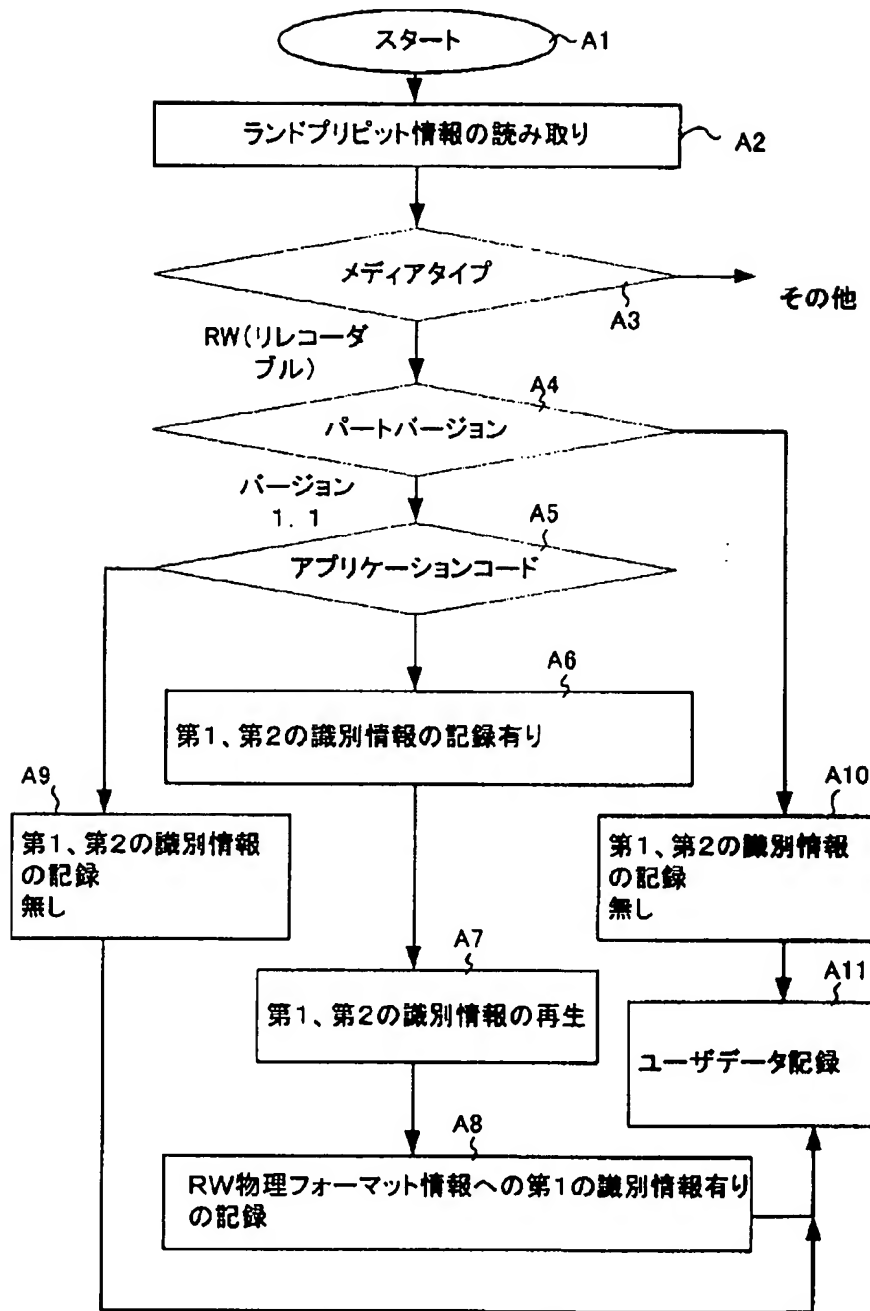 スタート
A1
ランドプリピット情報の読み取り
A2
メディアタイプ
A3
その他
RW(リレコーダ
ブル)
A4
パートバージョン
バージョン
1. 1
A5
アプリケーションコード
A6
第1、第2の識別情報の記録有り
A9
第1、第2の識別情報
の記録
無し
A10
第1、第2の識別情報
の記録
無し
A7
第1、第2の識別情報の再生
A11
ユーザデータ記録
A8
RW物理フォーマット情報への第1の識別情報有り
の記録